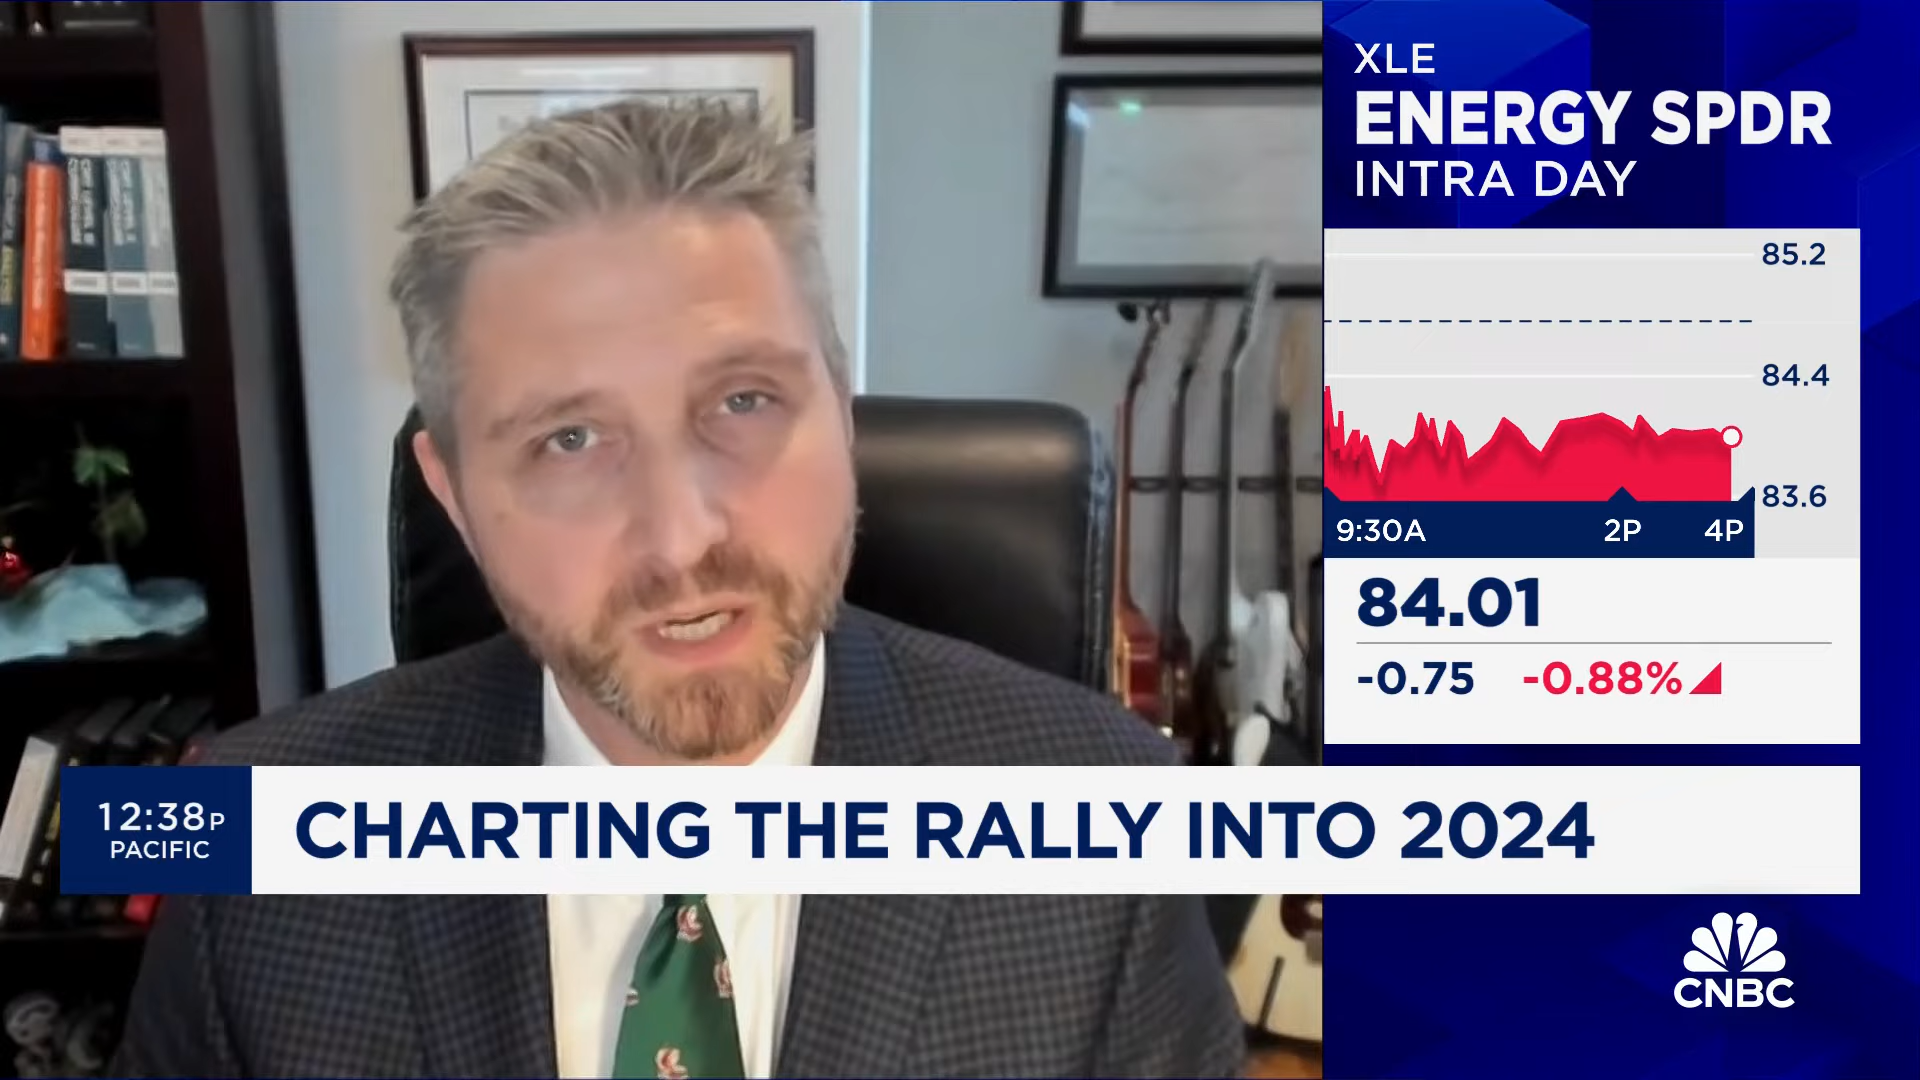 XLE
ENERGY SPDR
INTRA DAY
85.2
84.4
83.6
9:30A 2P 4P
84.01
-0.75 -0.88%
12:38P
PACIFIC
CHARTING THE RALLY INTO 2024
CNBC